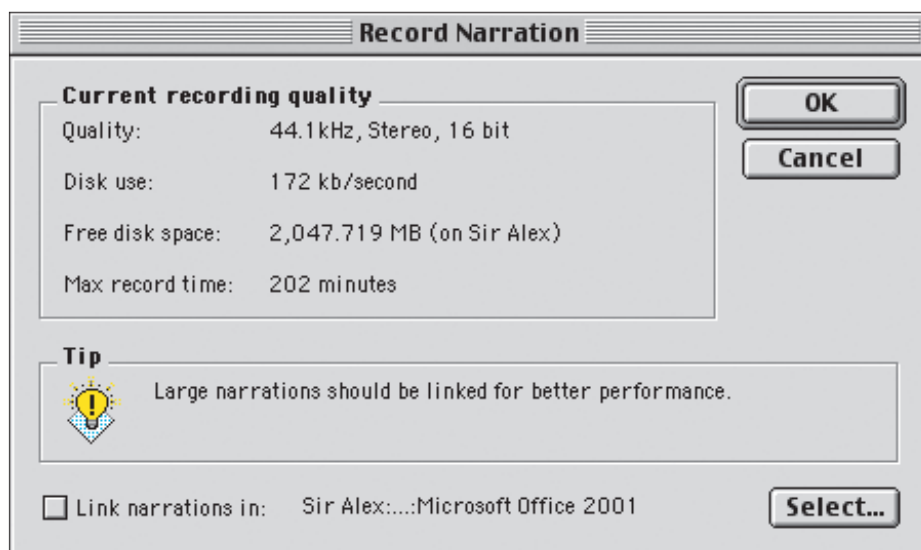 Record Narration
Current recording quality
Quality: 44.1kHz, Stereo, 16 bit
Disk use: 172 kb/second
Free disk space: 2,047.719 MB (on Sir Alex)
Max record time: 202 minutes
OK
Cancel
Tip
Large narrations should be linked for better performance.
Link narrations in: Sir Alex:...:Microsoft Office 2001
Select...